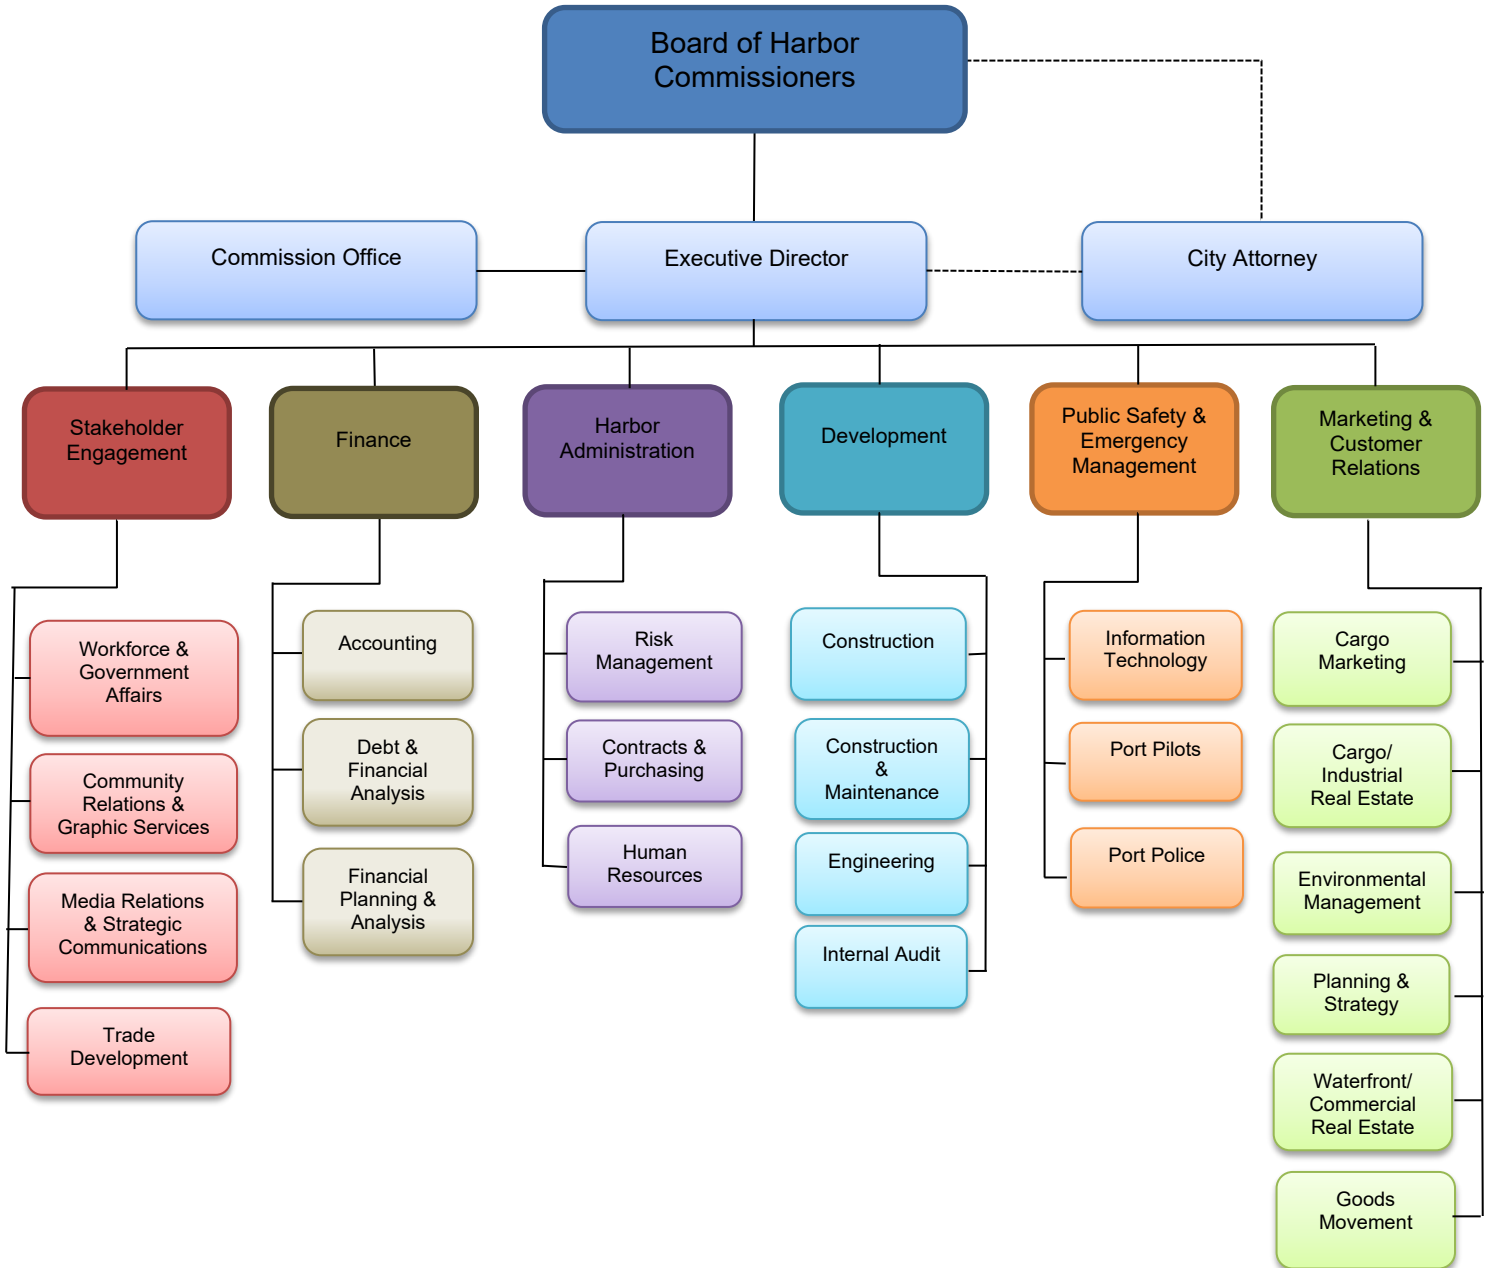 Board of Harbor
Commissioners
Commission Office
Executive Director
City Attorney
Stakeholder
Engagement
Finance
Harbor
Administration
Development
Public Safety &
Emergency
Management
Marketing &
Customer
Relations
Workforce &
Government
Affairs
Community
Relations &
Graphic Services
Media Relations
& Strategic
Communications
Trade
Development
Accounting
Debt &
Financial
Analysis
Financial
Planning &
Analysis
Risk
Management
Contracts &
Purchasing
Human
Resources
Construction
Construction
&
Maintenance
Engineering
Internal Audit
Information
Technology
Port Pilots
Port Police
Cargo
Marketing
Cargo/
Industrial
Real Estate
Environmental
Management
Planning &
Strategy
Waterfront/
Commercial
Real Estate
Goods
Movement